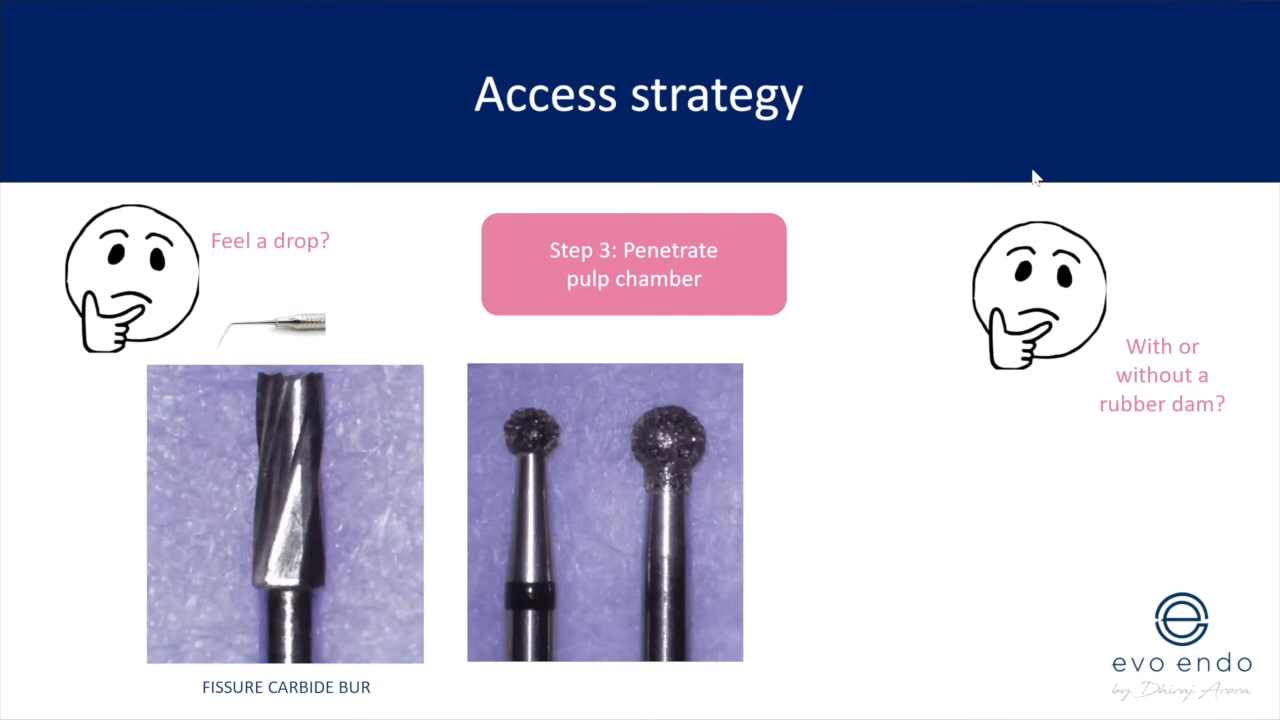 Access strategy
Feel a drop?
Step 3: Penetrate
pulp chamber
With or
without a
rubber dam?
FISSURE CARBIDE BUR
evo endo
by Dhiraj Arora